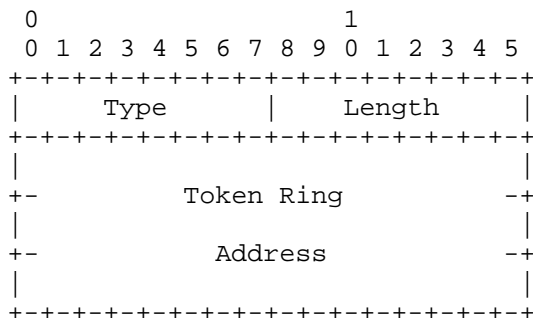 0                   1
 0 1 2 3 4 5 6 7 8 9 0 1 2 3 4 5
+-+-+-+-+-+-+-+-+-+-+-+-+-+-+-+-+
|     Type      |    Length     |
+-+-+-+-+-+-+-+-+-+-+-+-+-+-+-+-+
|                               |
+-         Token Ring          -+
|                               |
+-           Address           -+
|                               |
+-+-+-+-+-+-+-+-+-+-+-+-+-+-+-+-+